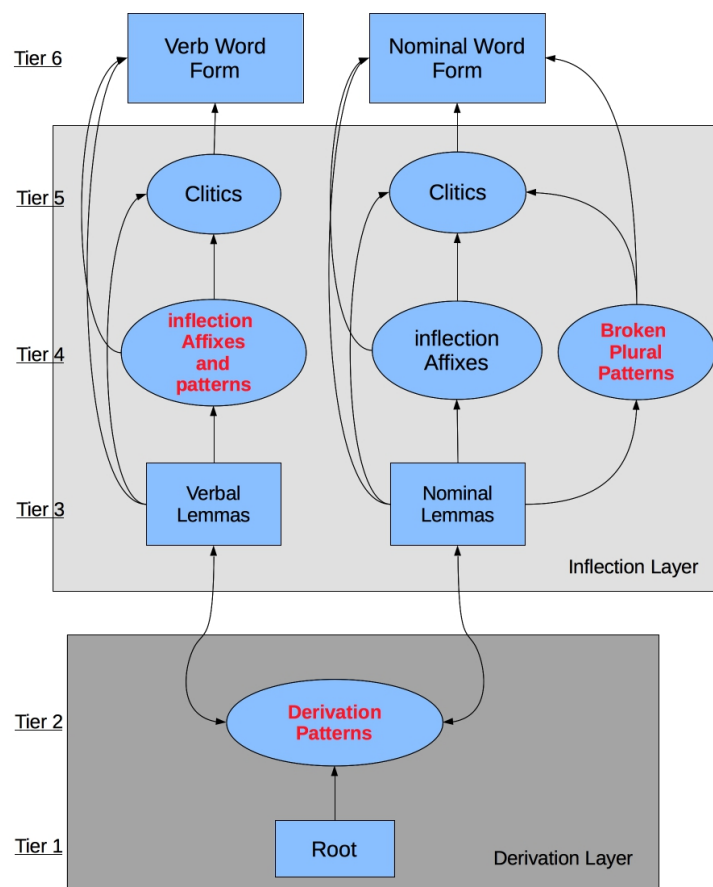 Tier 6
Verb Word
Form
Nominal Word
Form
Tier 5
Clitics
Clitics
Tier 4
inflection
Affixes
and
patterns
inflection
Affixes
Broken
Plural
Patterns
Tier 3
Verbal
Lemmas
Nominal
Lemmas
Inflection Layer
Tier 2
Derivation
Patterns
Tier 1
Root
Derivation Layer